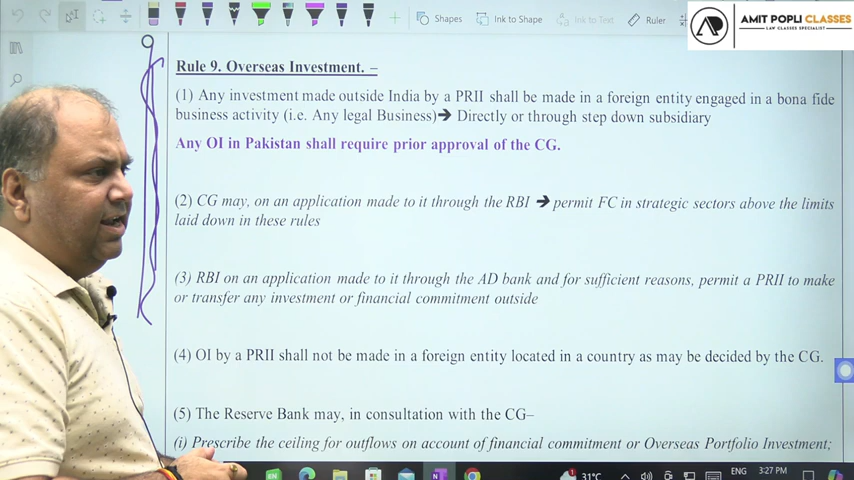 Shapes
Ink to Shape
Ink to Text
Ruler
AMIT POPLI CLASSES
LAW CLASSES SPECIALIST
Rule 9. Overseas Investment. –
(1) Any investment made outside India by a PRII shall be made in a foreign entity engaged in a bona fide
business activity (i.e. Any legal Business)➔ Directly or through step down subsidiary
Any OI in Pakistan shall require prior approval of the CG.
(2) CG may, on an application made to it through the RBI ➔ permit FC in strategic sectors above the limits
laid down in these rules
(3) RBI on an application made to it through the AD bank and for sufficient reasons, permit a PRII to make
or transfer any investment or financial commitment outside
(4) OI by a PRII shall not be made in a foreign entity located in a country as may be decided by the CG.
(5) The Reserve Bank may, in consultation with the CG–
(i) Prescribe the ceiling for outflows on account of financial commitment or Overseas Portfolio Investment;
31°C
ENG
3:27 PM